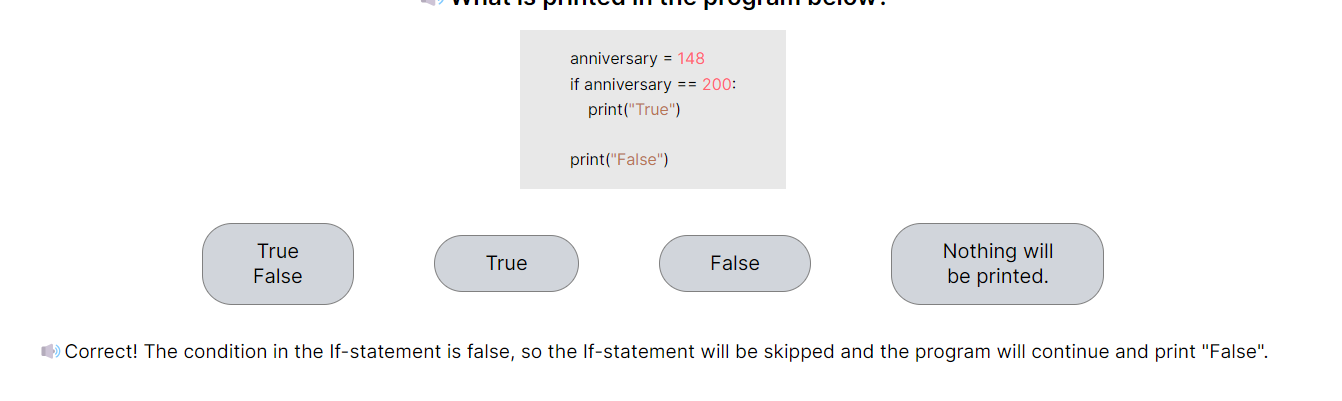 What is printed in the program below?
anniversary = 148
if anniversary == 200:
print("True")
print("False")
True
False
True
False
Nothing will
be printed.
Correct! The condition in the If-statement is false, so the If-statement will be skipped and the program will continue and print "False".